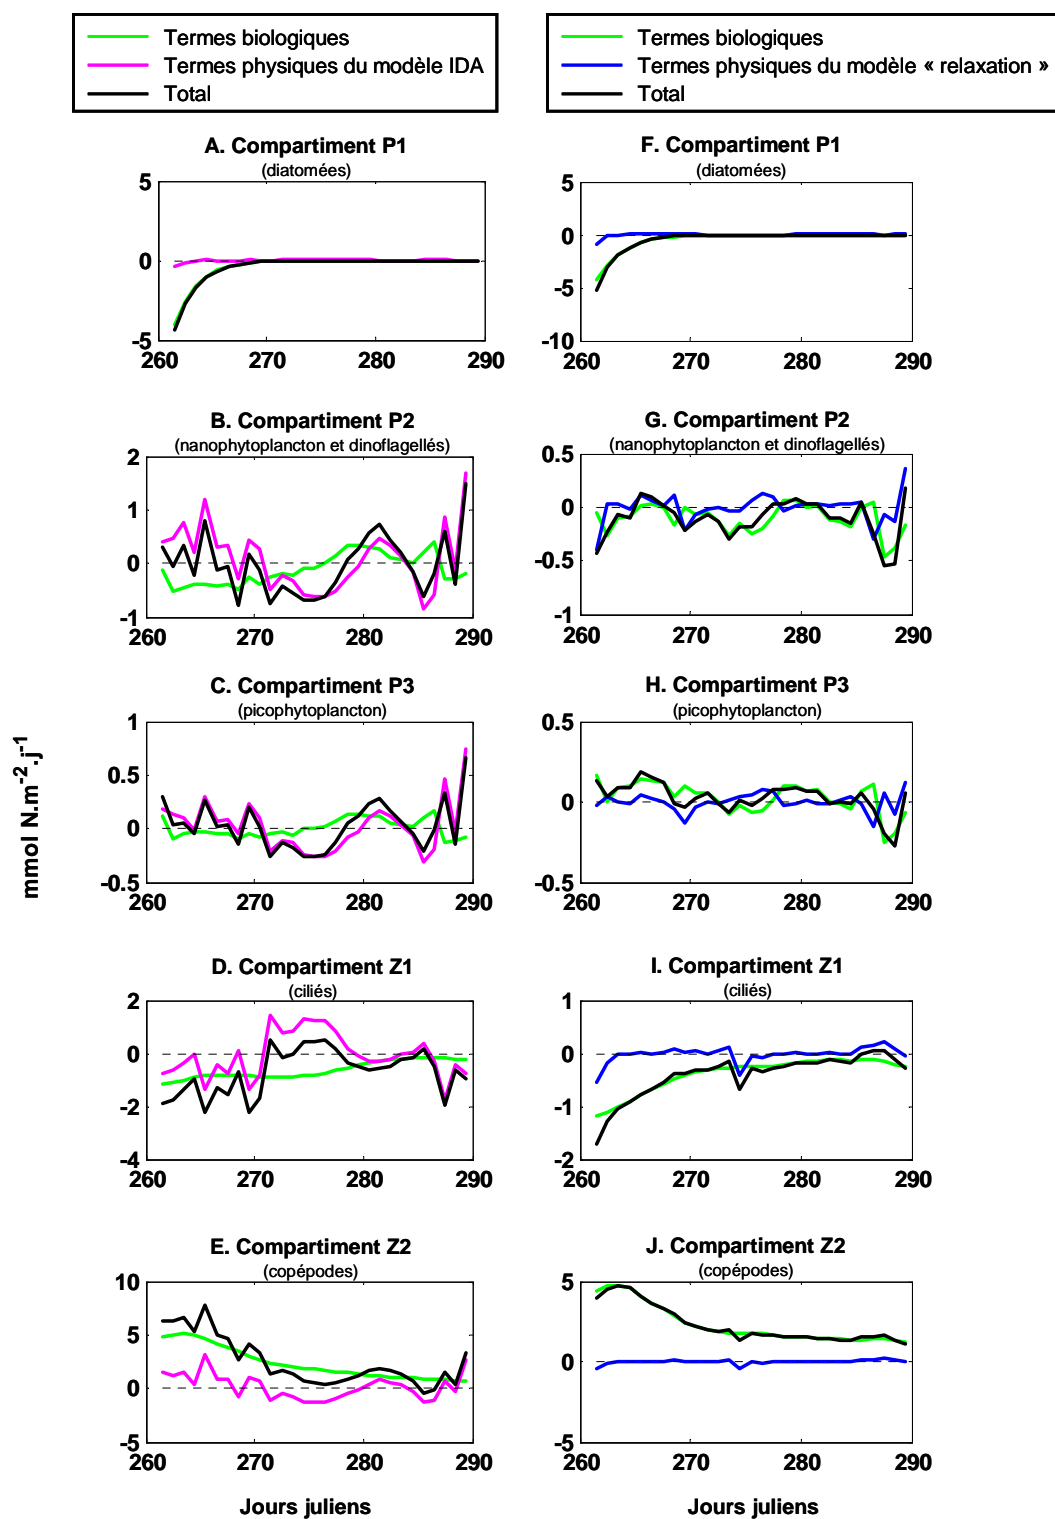 Termes biologiques
Termes physiques du modèle IDA
Total
Termes biologiques
Termes physiques du modèle « relaxation »
Total
A. Compartiment P1
(diatomées)
5
0
-5
260
270
280
290
F. Compartiment P1
(diatomées)
5
0
-5
-10
260
270
280
290
B. Compartiment P2
(nanophytoplancton et dinoflagellés)
2
1
0
-1
260
270
280
290
G. Compartiment P2
(nanophytoplancton et dinoflagellés)
0.5
0
-0.5
-1
260
270
280
290
C. Compartiment P3
(picophytoplancton)
1
0.5
0
-0.5
260
270
280
290
H. Compartiment P3
(picophytoplancton)
0.5
0
-0.5
260
270
280
290
mmol N.m-2.j-1
D. Compartiment Z1
(ciliés)
2
0
-2
-4
260
270
280
290
I. Compartiment Z1
(ciliés)
1
0
-1
-2
260
270
280
290
E. Compartiment Z2
(copépodes)
10
5
0
-5
260
270
280
290
Jours juliens
J. Compartiment Z2
(copépodes)
5
0
-5
260
270
280
290
Jours juliens